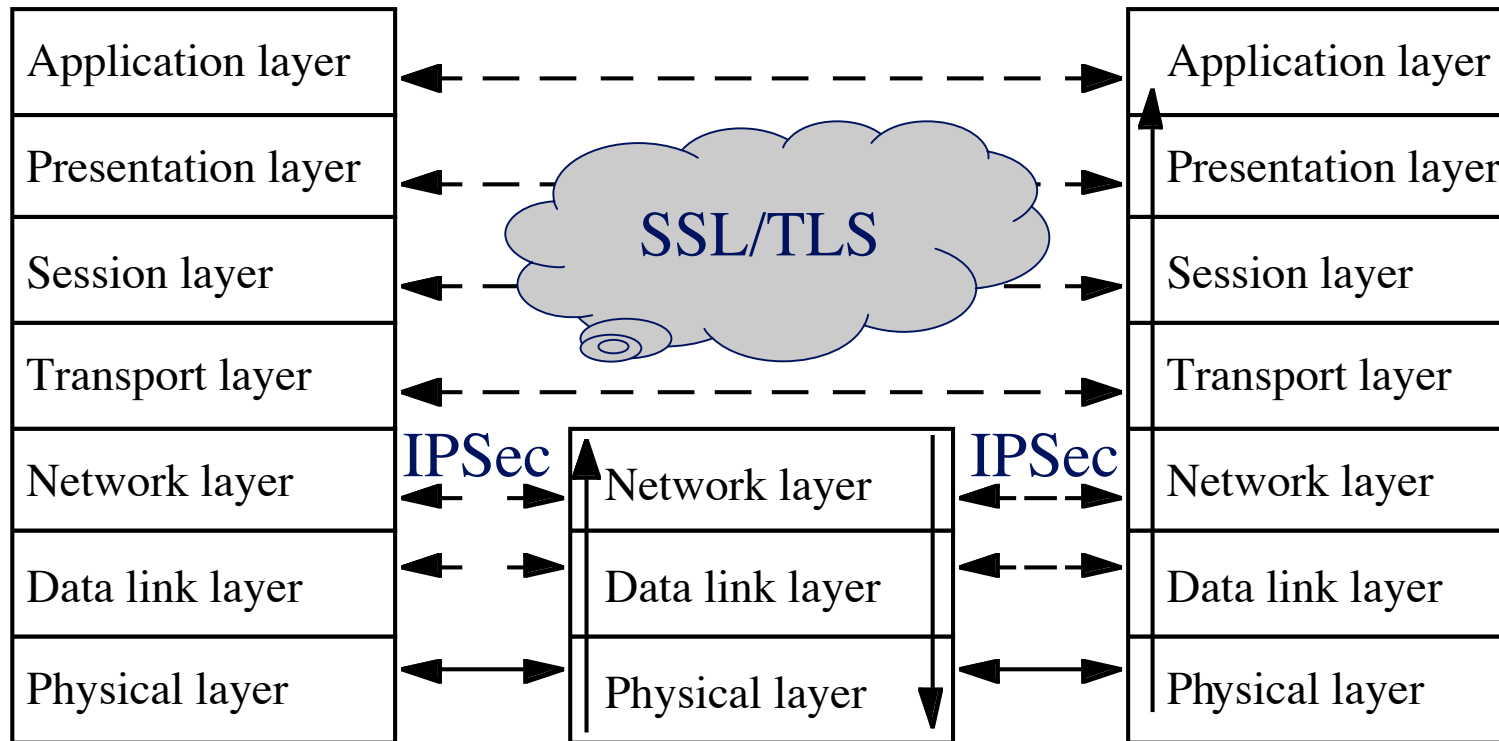 Application layer
Presentation layer
Session layer
Transport layer
Network layer
Data link layer
Physical layer
SSL/TLS
IPSec
IPSec
Network layer
Data link layer
Physical layer
Application layer
Presentation layer
Session layer
Transport layer
Network layer
Data link layer
Physical layer